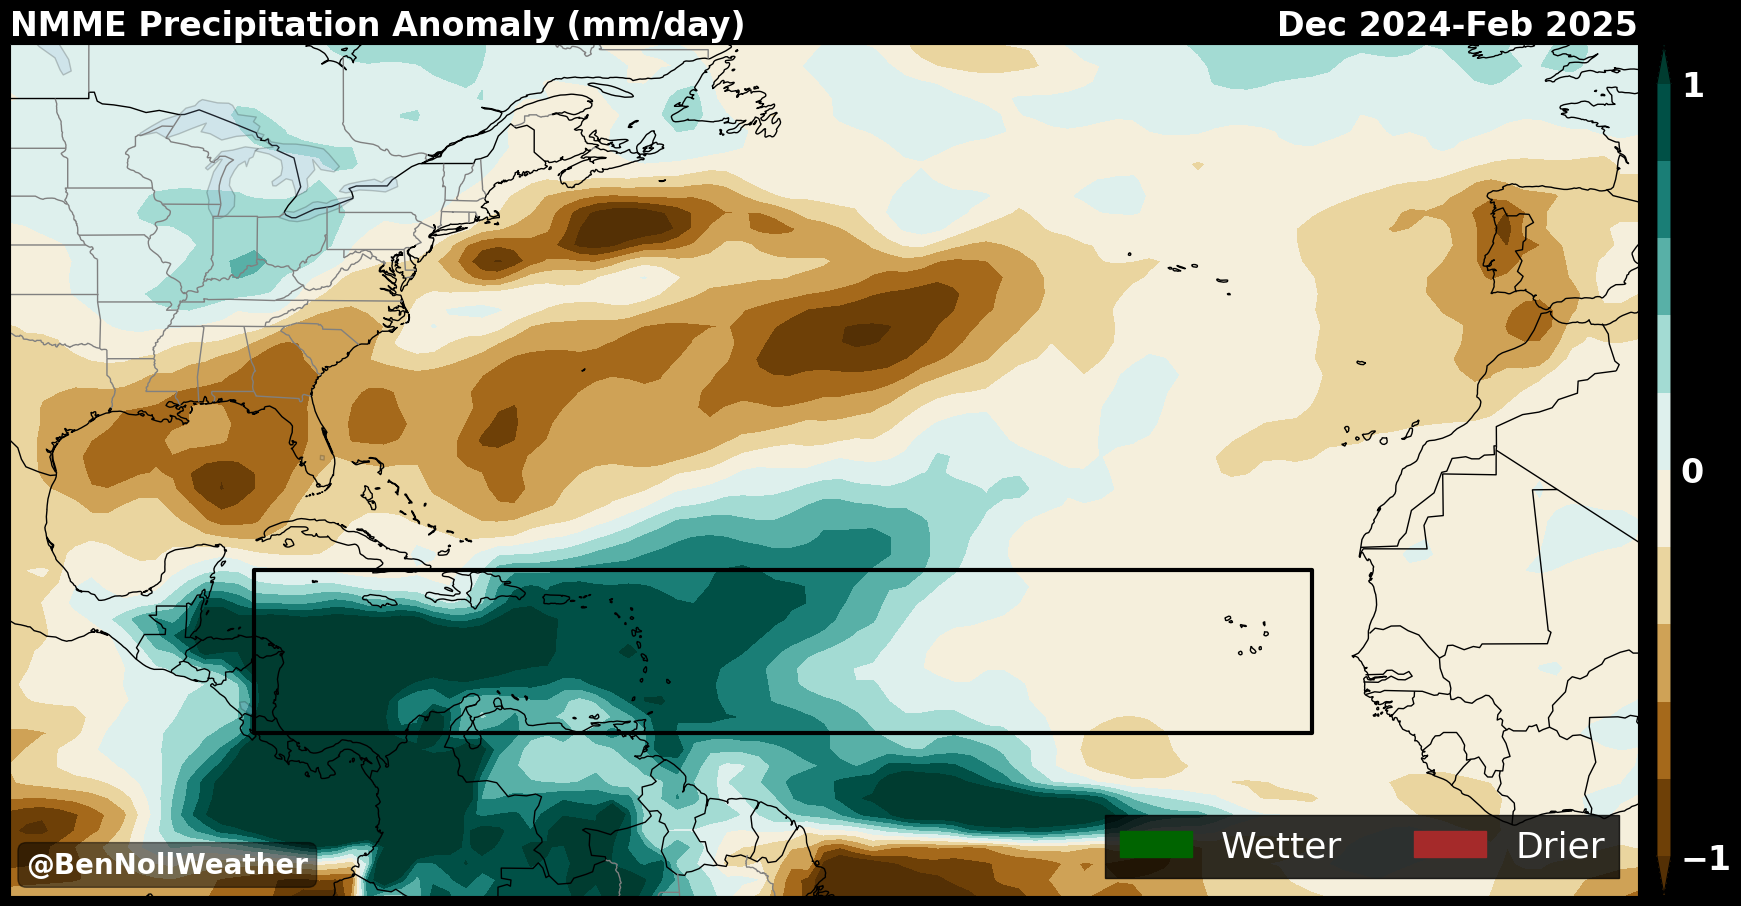 NMME Precipitation Anomaly (mm/day)
Dec 2024-Feb 2025
1
0
−1
Wetter
Drier
@BenNollWeather